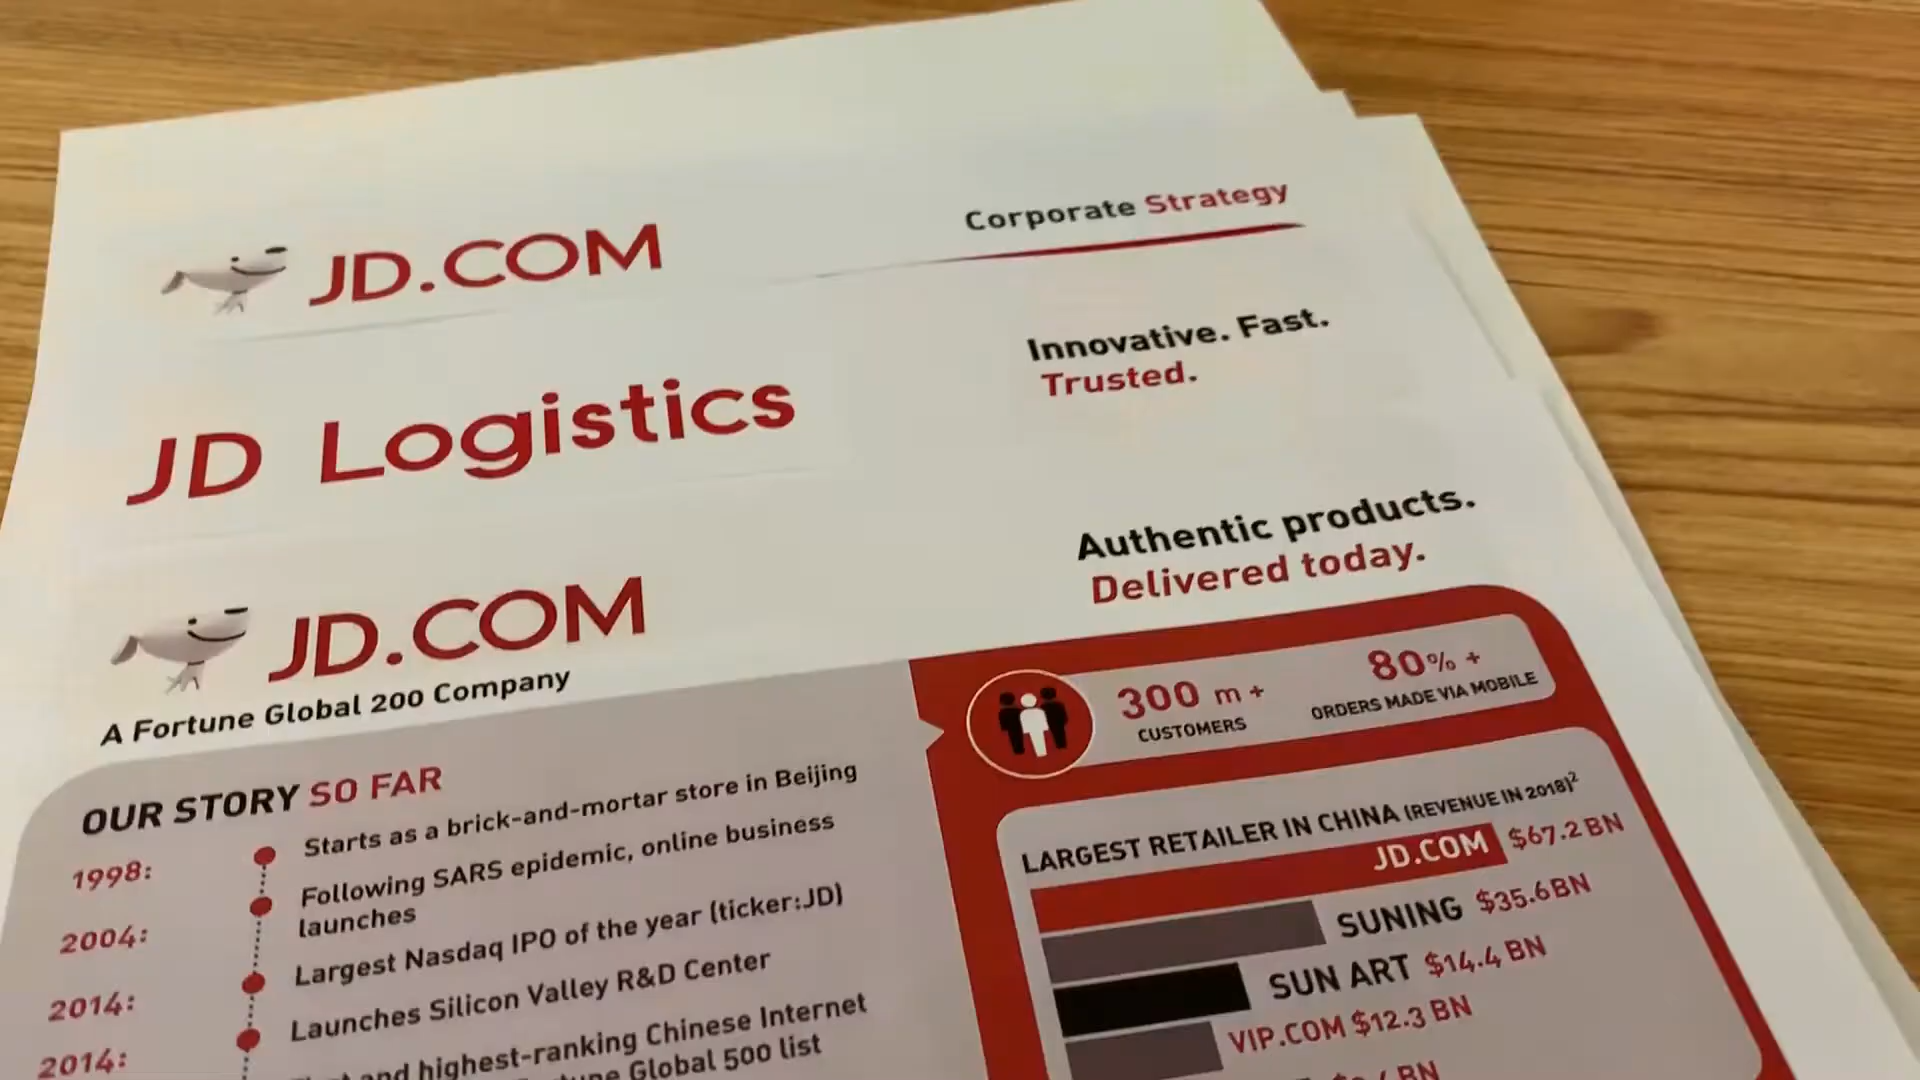 JD.COM
Corporate Strategy
Innovative. Fast.
Trusted.
JD Logistics
Authentic products.
Delivered today.
JD.COM
A Fortune Global 200 Company
OUR STORY SO FAR
1998:
Starts as a brick-and-mortar store in Beijing
2004:
Following SARS epidemic, online business
launches
2014:
Largest Nasdaq IPO of the year (ticker:JD)
2014:
Launches Silicon Valley R&D Center
and highest-ranking Chinese Internet
Global 500 list
300 m +
CUSTOMERS
80% +
ORDERS MADE VIA MOBILE
LARGEST RETAILER IN CHINA (REVENUE IN 2018)²
JD.COM $67.2 BN
SUNING $35.6BN
SUN ART $14.4 BN
VIP.COM $12.3 BN
BN